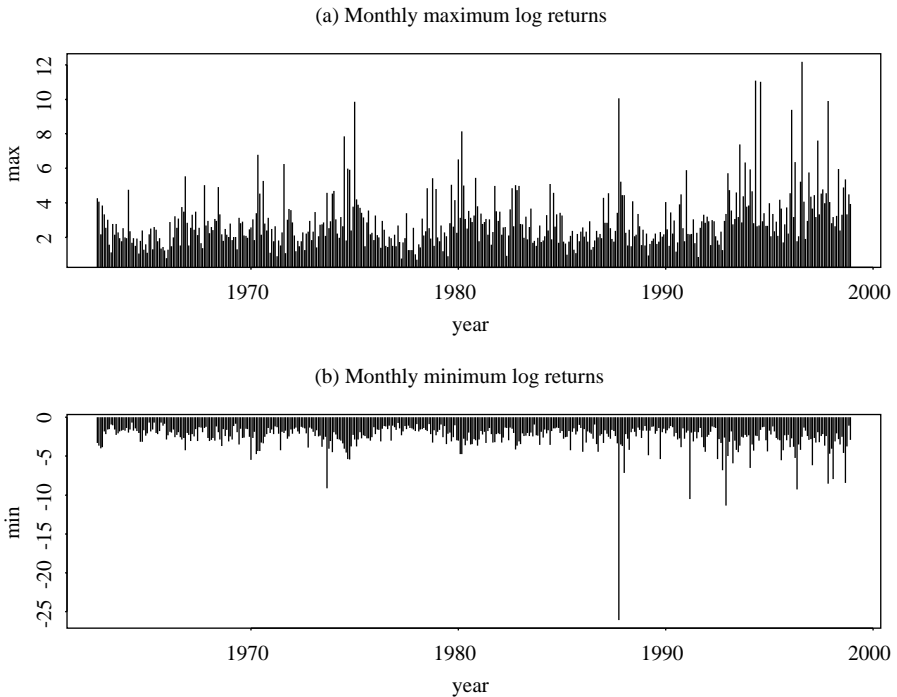 (a) Monthly maximum log returns
max
2 4 6 8 10 12
1970 1980 1990 2000
year
(b) Monthly minimum log returns
min
-25 -20 -15 -10 -5 0
1970 1980 1990 2000
year